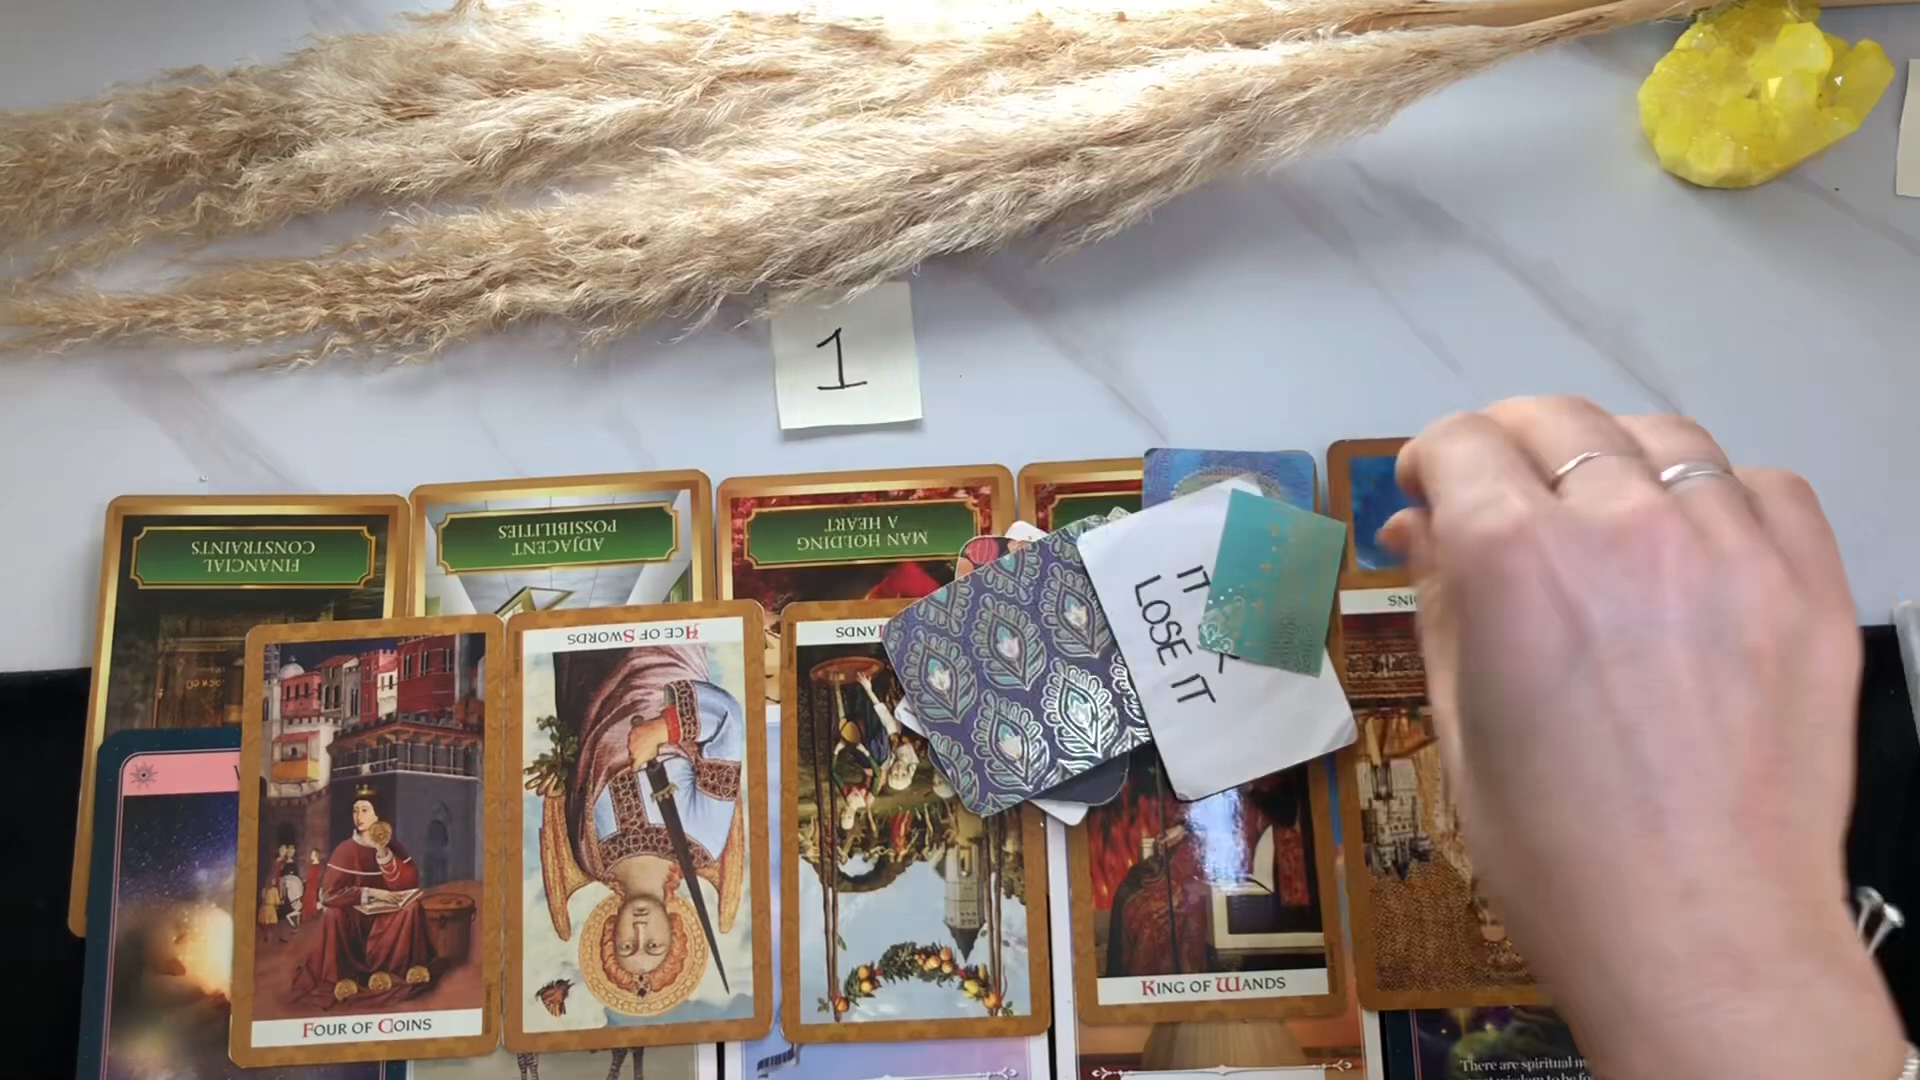 1
FINANCIAL
CONSTRAINTS
ADJACENT
POSSIBILITIES
MAN HOLDING
A HEART
ACE OF SWORDS
LOSE IT
FOUR OF COINS
KING OF WANDS
There are spiritual